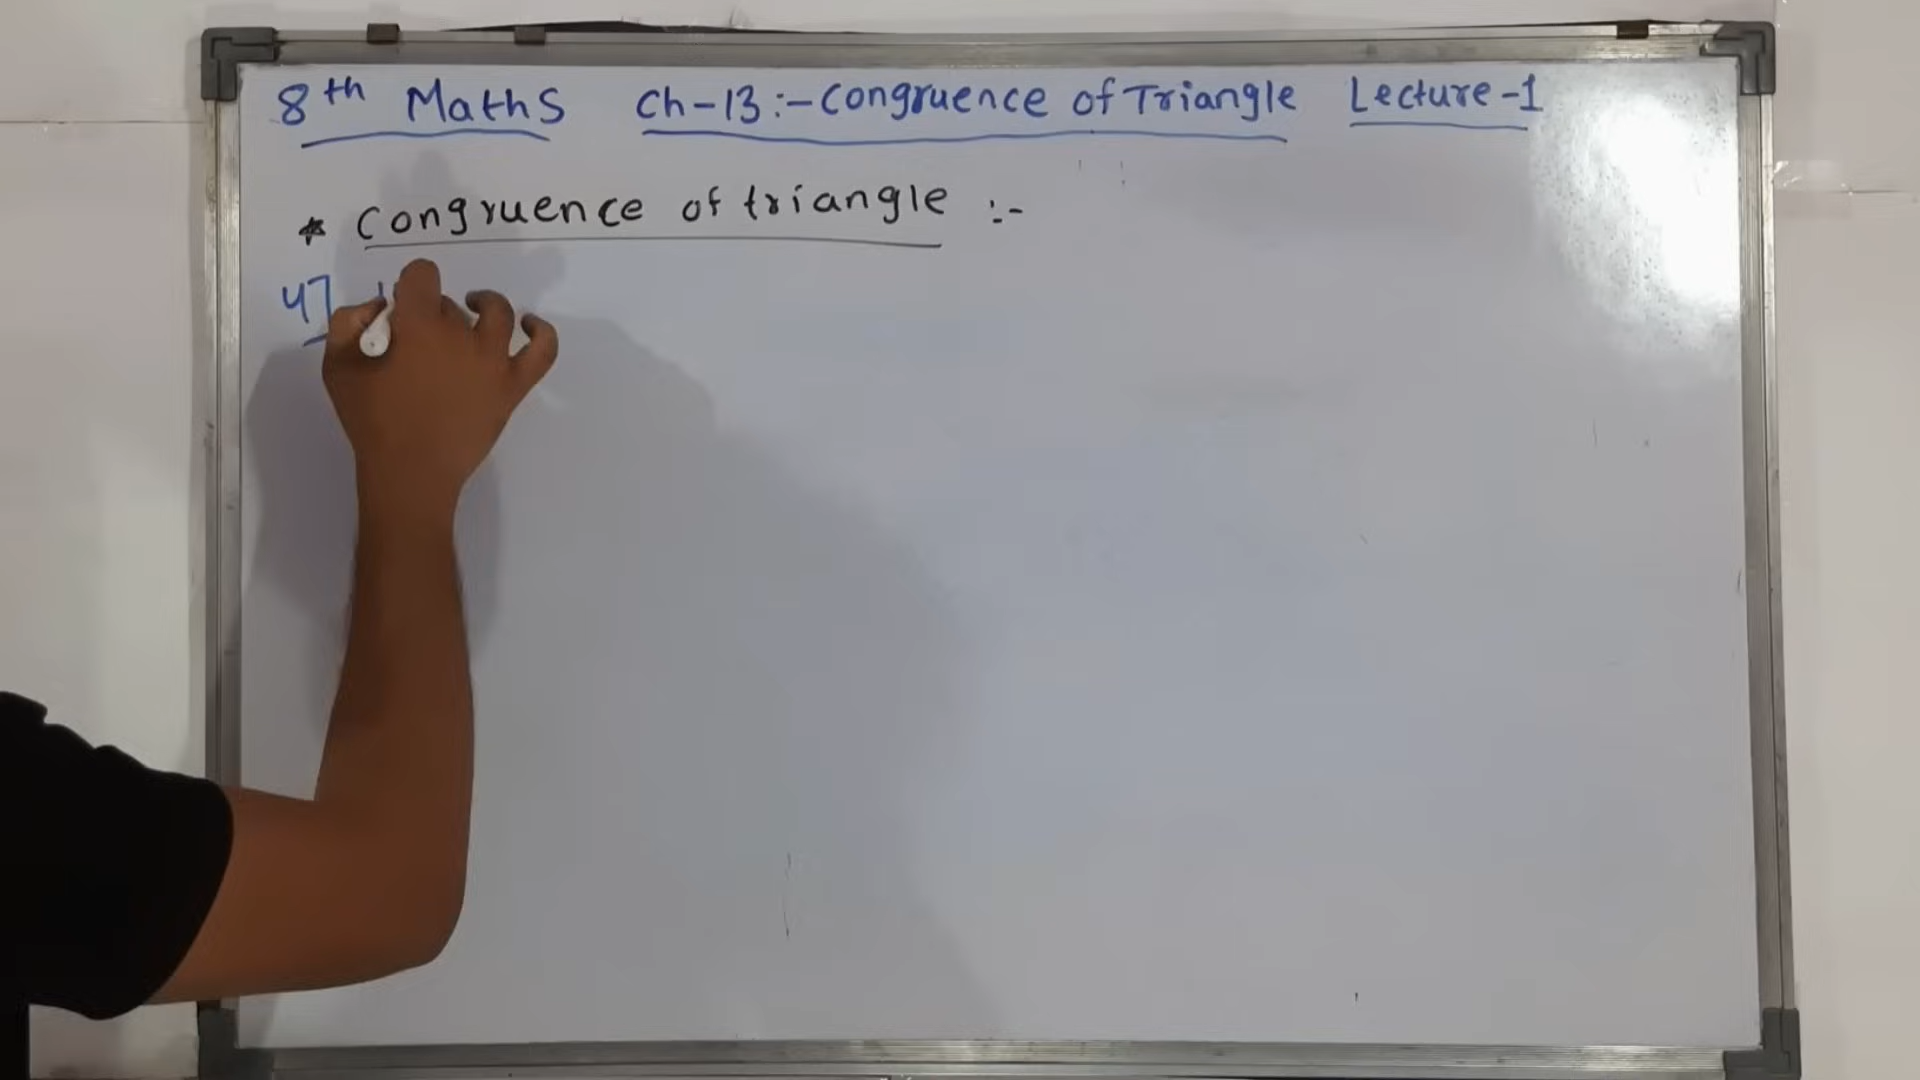 8th Maths Ch-13:- Congruence of Triangle Lecture-1
* Congruence of triangle :-